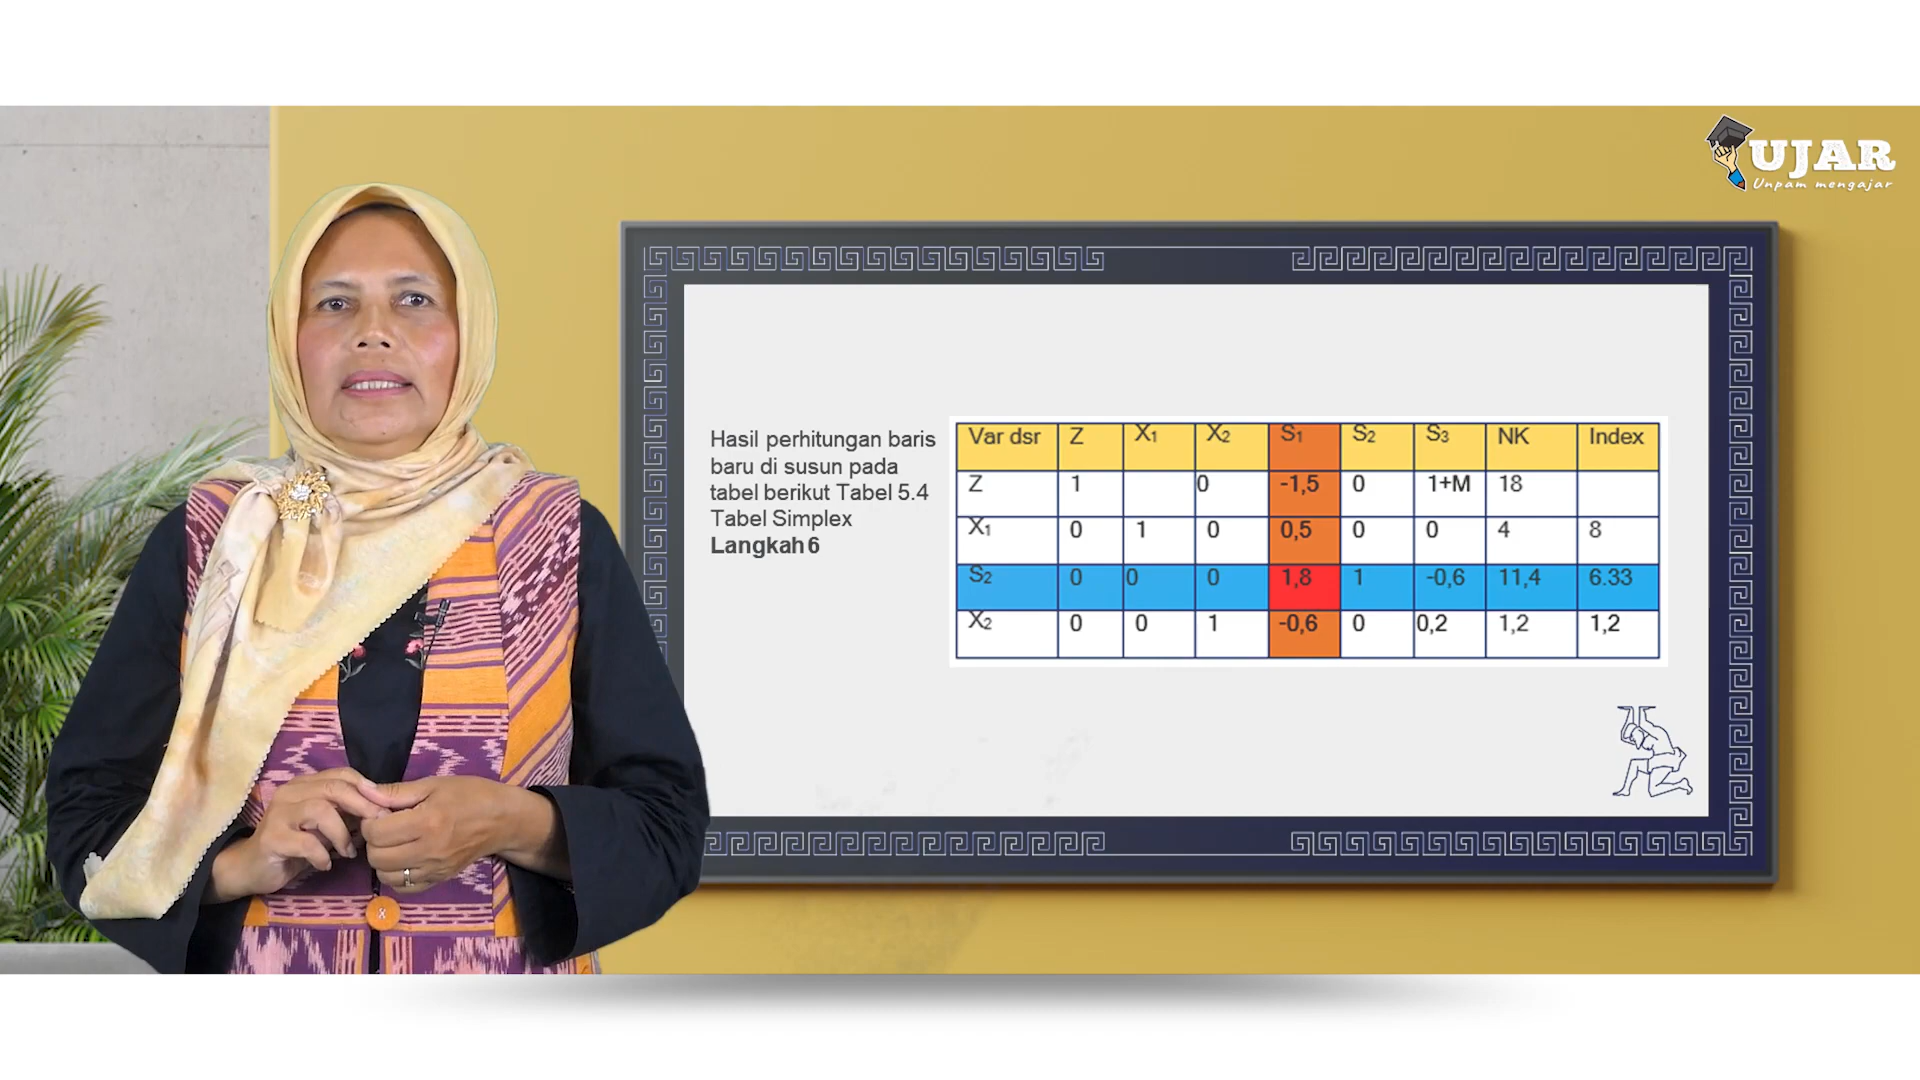 UJAR
Unpam mengajar
Hasil perhitungan baris
baru di susun pada
tabel berikut Tabel 5.4
Tabel Simplex
Langkah 6
Var dsr Z X1 X2 S1 S2 S3 NK Index
Z 1 0 -1,5 0 1+M 18
X1 0 1 0 0,5 0 0 4 8
S2 0 0 0 1,8 1 -0,6 11,4 6.33
X2 0 0 1 -0,6 0 0,2 1,2 1,2